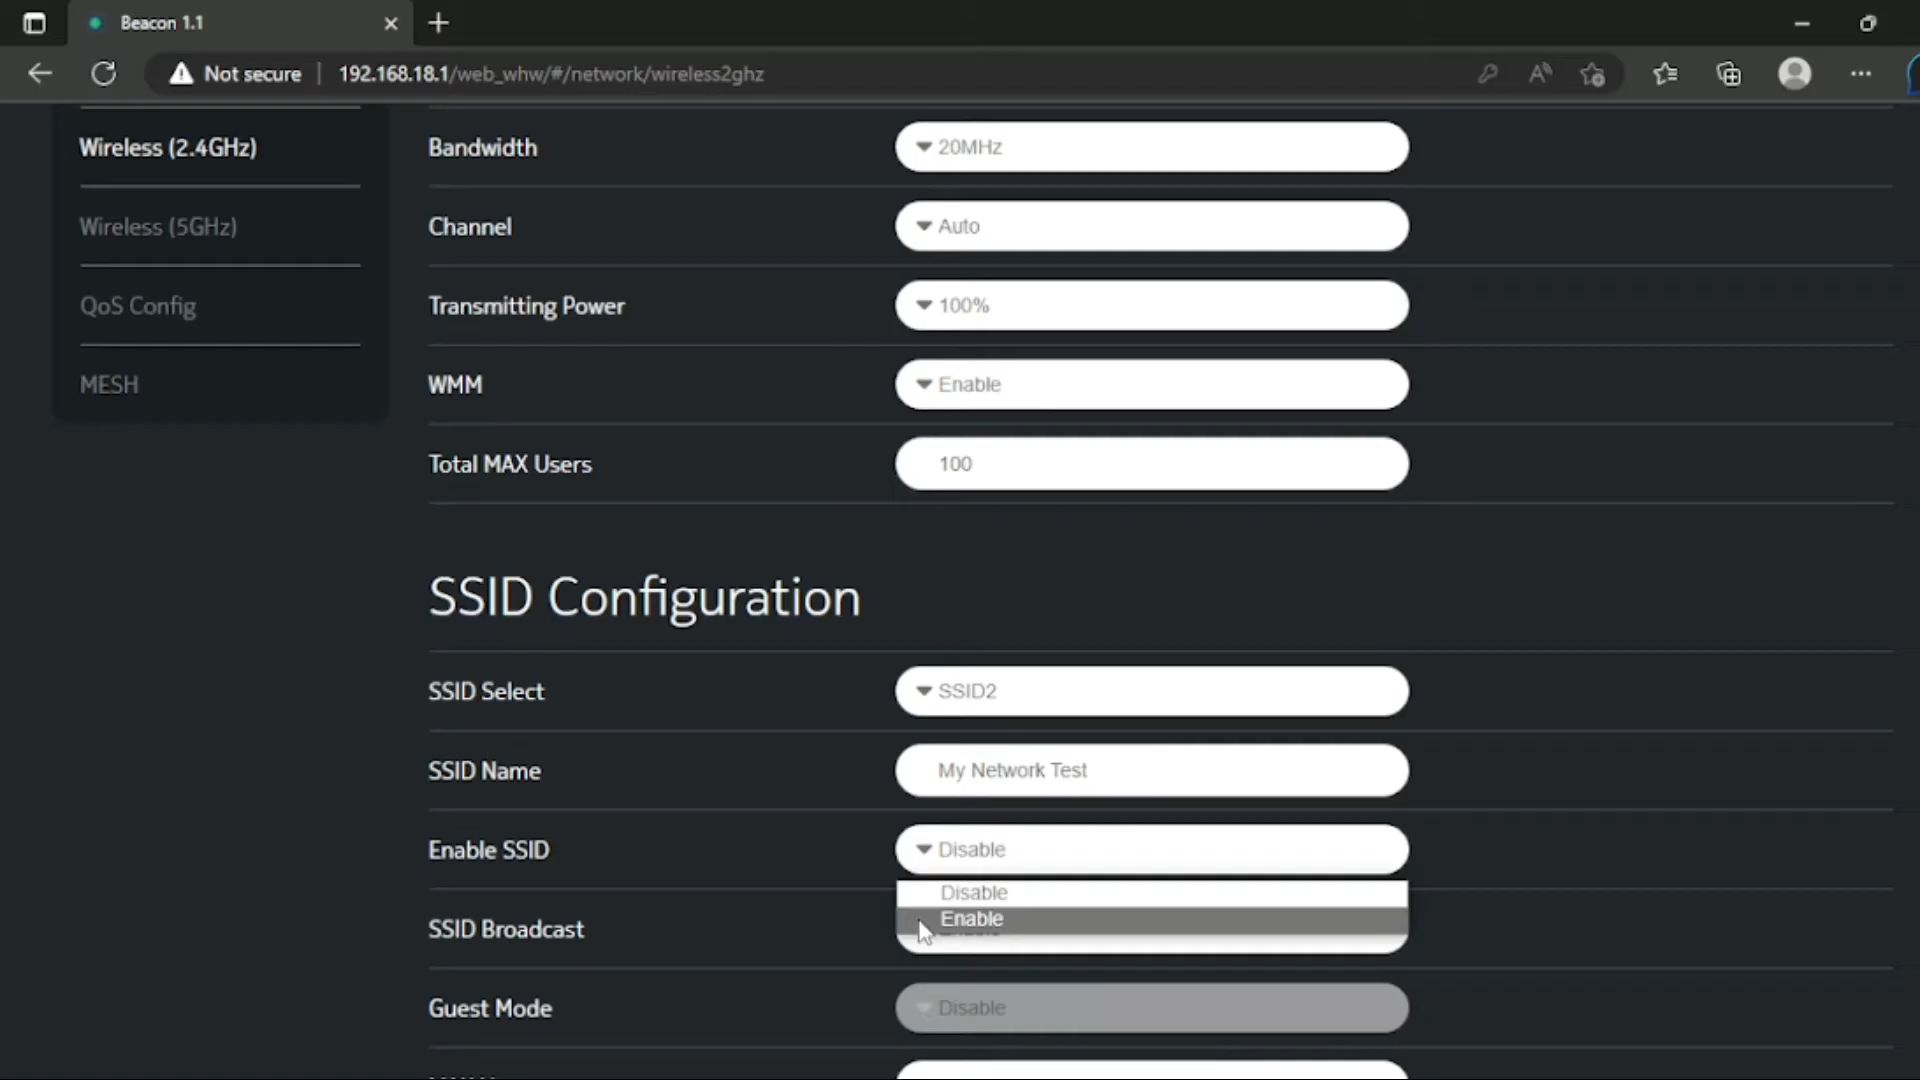 Beacon 1.1
Not secure
192.168.18.1/web_whw/#/network/wireless2ghz
Wireless (2.4GHz)
Wireless (5GHz)
QoS Config
MESH
Bandwidth
20MHz
Channel
Auto
Transmitting Power
100%
WMM
Enable
Total MAX Users
100
SSID Configuration
SSID Select
SSID2
SSID Name
My Network Test
Enable SSID
Disable
Disable
Enable
SSID Broadcast
Guest Mode
Disable